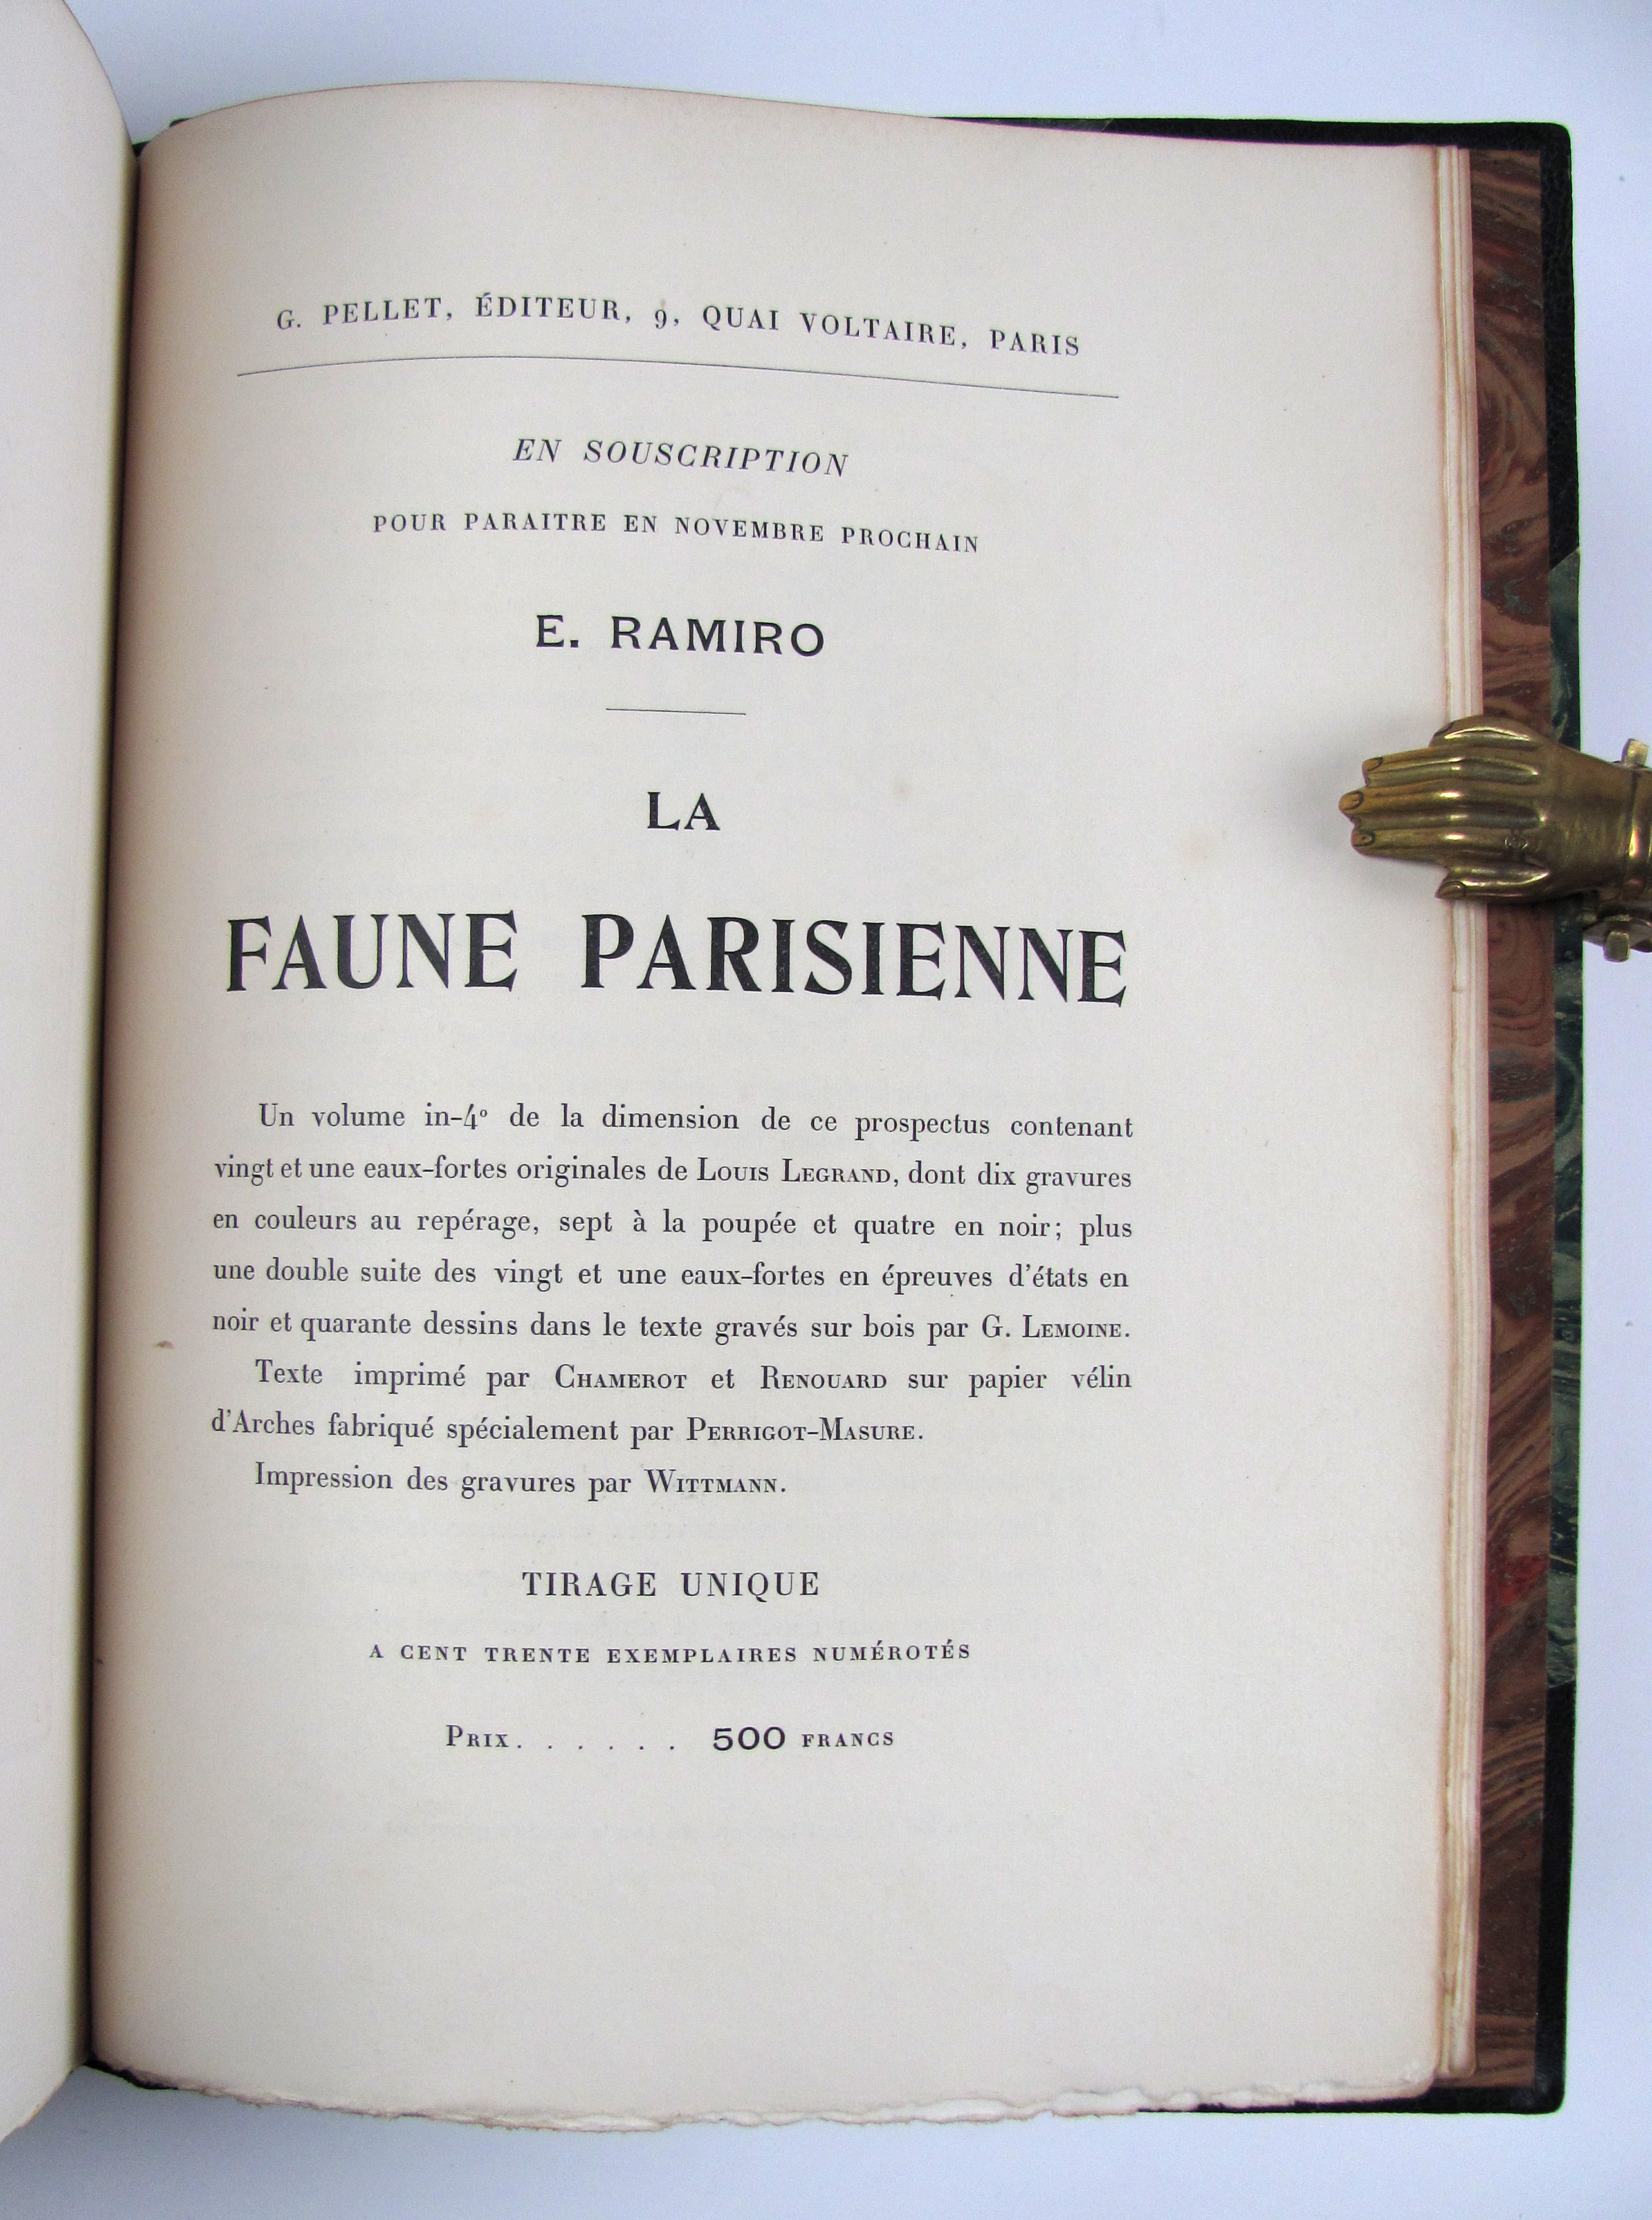 G. PELLET, ÉDITEUR, 9, QUAI VOLTAIRE, PARIS
EN SOUSCRIPTION
POUR PARAITRE EN NOVEMBRE PROCHAIN
E. RAMIRO
LA
FAUNE PARISIENNE
Un volume in-4º de la dimension de ce prospectus contenant
vingt et une eaux-fortes originales de LOUIS LEGRAND, dont dix gravures
en couleurs au repérage, sept à la poupée et quatre en noir; plus
une double suite des vingt et une eaux-fortes en épreuves d'états en
noir et quarante dessins dans le texte gravés sur bois par G. LEMOINE.
Texte imprimé par CHAMEROT et RENOUARD sur papier vélin
d'Arches fabriqué spécialement par PERRIGOT-MASURE.
Impression des gravures par WITTMANN.
TIRAGE UNIQUE
A CENT TRENTE EXEMPLAIRES NUMÉROTÉS
PRIX. . . . . . 500 FRANCS